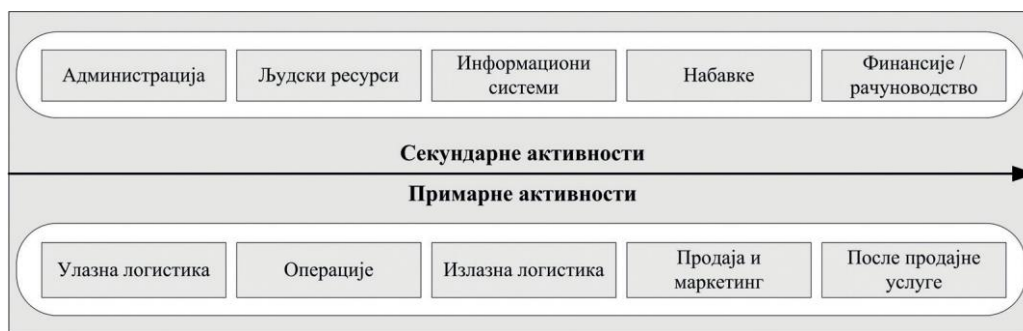 Администрација
Људски ресурси
Информациони
системи
Набавке
Финансије /
рачуноводство
Секундарне активности
Примарне активности
Улазна логистика
Операције
Излазна логистика
Продаја и
маркетинг
После продајне
услуге